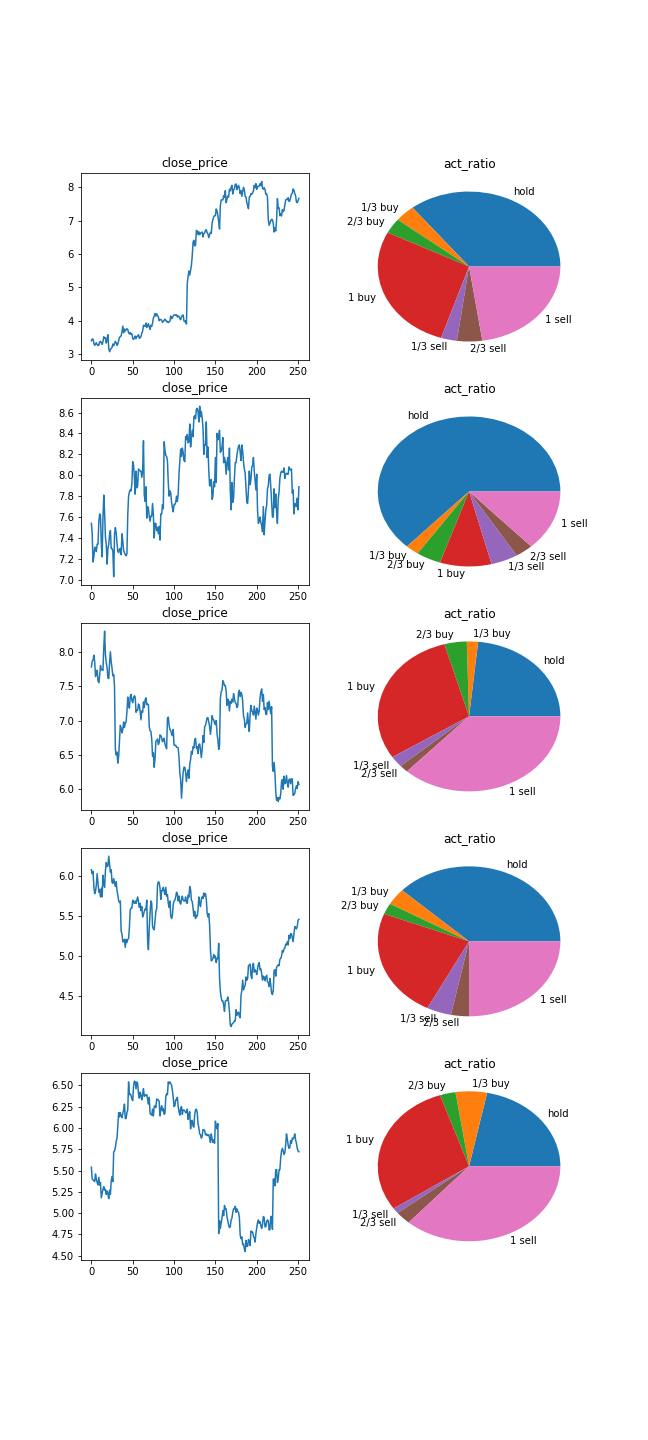 close_price
8
7
6
5
4
3
0 50 100 150 200 250
act_ratio
hold
1/3 buy
2/3 buy
1 buy
1/3 sell
2/3 sell
1 sell
close_price
8.6
8.4
8.2
8.0
7.8
7.6
7.4
7.2
7.0
0 50 100 150 200 250
act_ratio
hold
1/3 buy
2/3 buy
1 buy
1/3 sell
2/3 sell
1 sell
close_price
8.0
7.5
7.0
6.5
6.0
0 50 100 150 200 250
act_ratio
hold
1/3 buy
2/3 buy
1 buy
1/3 sell
2/3 sell
1 sell
close_price
6.0
5.5
5.0
4.5
0 50 100 150 200 250
act_ratio
hold
1/3 buy
2/3 buy
1 buy
1/3 sell
2/3 sell
1 sell
close_price
6.50
6.25
6.00
5.75
5.50
5.25
5.00
4.75
4.50
0 50 100 150 200 250
act_ratio
hold
1/3 buy
2/3 buy
1 buy
1/3 sell
2/3 sell
1 sell